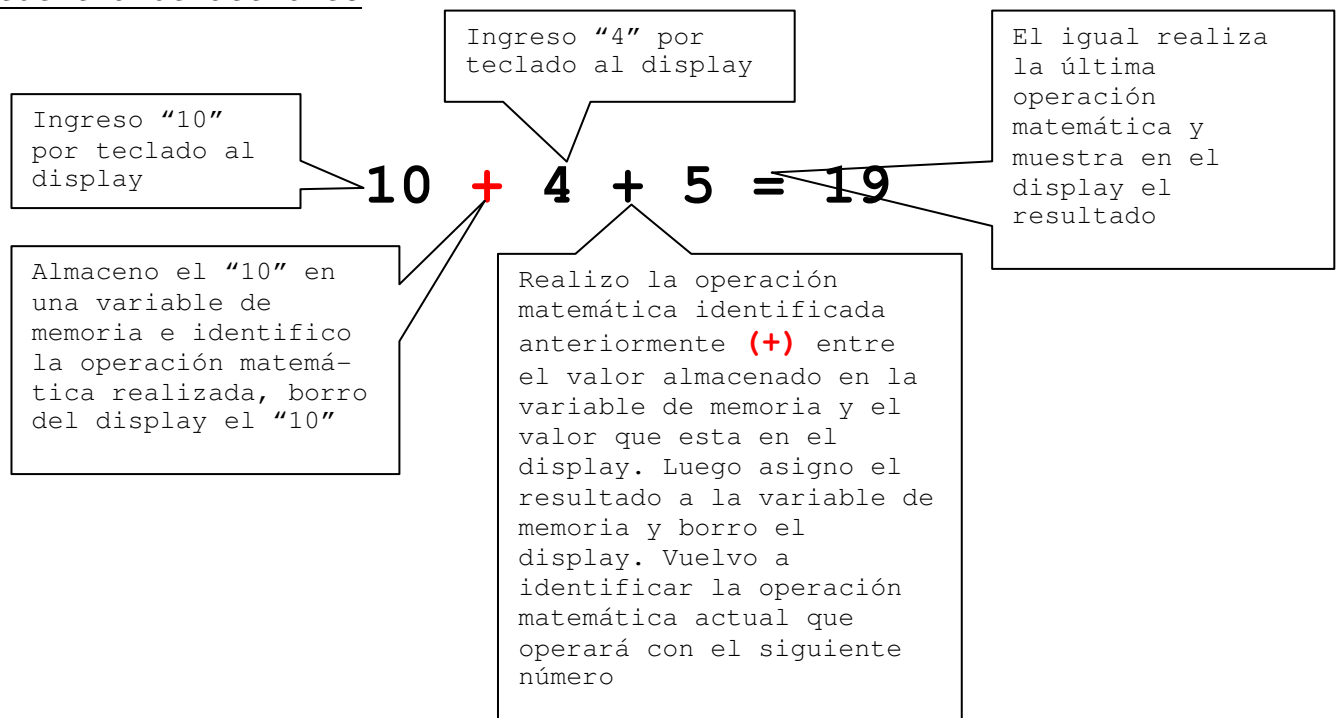 Ingreso “4” por
teclado al display
El igual realiza
la última
operación
matemática y
muestra en el
display el
resultado
Ingreso “10”
por teclado al
display
10 + 4 + 5 = 19
Almaceno el “10” en
una variable de
memoria e identifico
la operación matemá-
tica realizada, borro
del display el “10”
Realizo la operación
matemática identificada
anteriormente (+) entre
el valor almacenado en la
variable de memoria y el
valor que esta en el
display. Luego asigno el
resultado a la variable de
memoria y borro el
display. Vuelvo a
identificar la operación
matemática actual que
operará con el siguiente
número